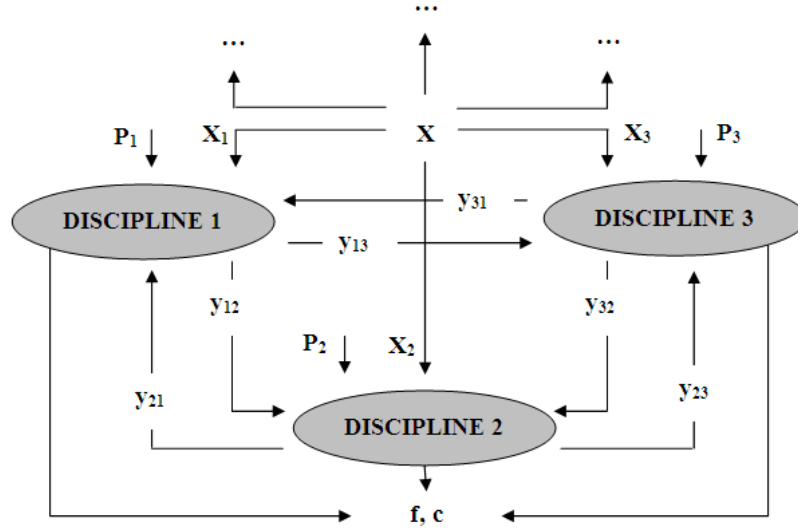 ... ... ...
P1 X1 X X3 P3
DISCIPLINE 1 y31 DISCIPLINE 3
y13
y12 y32
P2 X2
y21 y23
DISCIPLINE 2
f, c